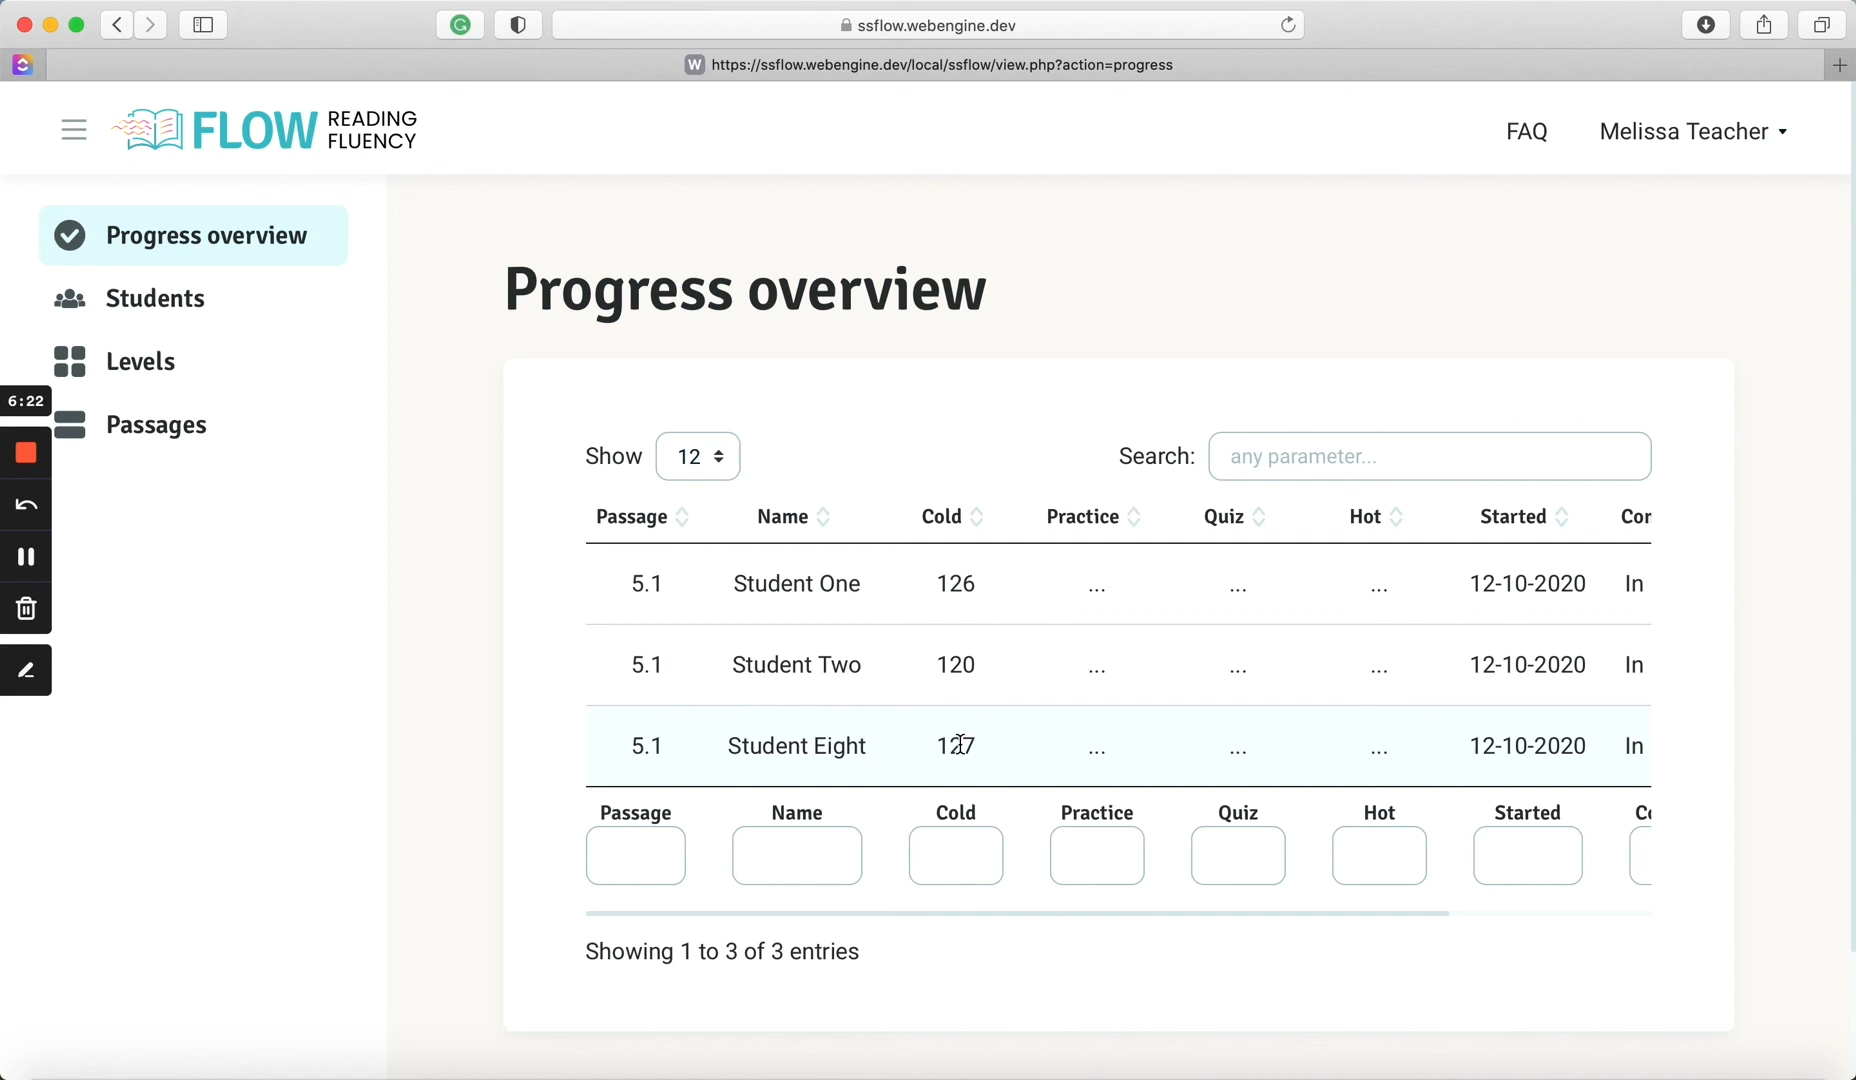 ssflow.webengine.dev
W https://ssflow.webengine.dev/local/ssflow/view.php?action=progress
FLOW READING FLUENCY
FAQ
Melissa Teacher
Progress overview
Students
Levels
Passages
6:22
Progress overview
Show 12
Search: any parameter...
Passage Name Cold Practice Quiz Hot Started Cor
5.1 Student One 126 ... ... ... 12-10-2020 In
5.1 Student Two 120 ... ... ... 12-10-2020 In
5.1 Student Eight 127 ... ... ... 12-10-2020 In
Passage Name Cold Practice Quiz Hot Started Co
Showing 1 to 3 of 3 entries